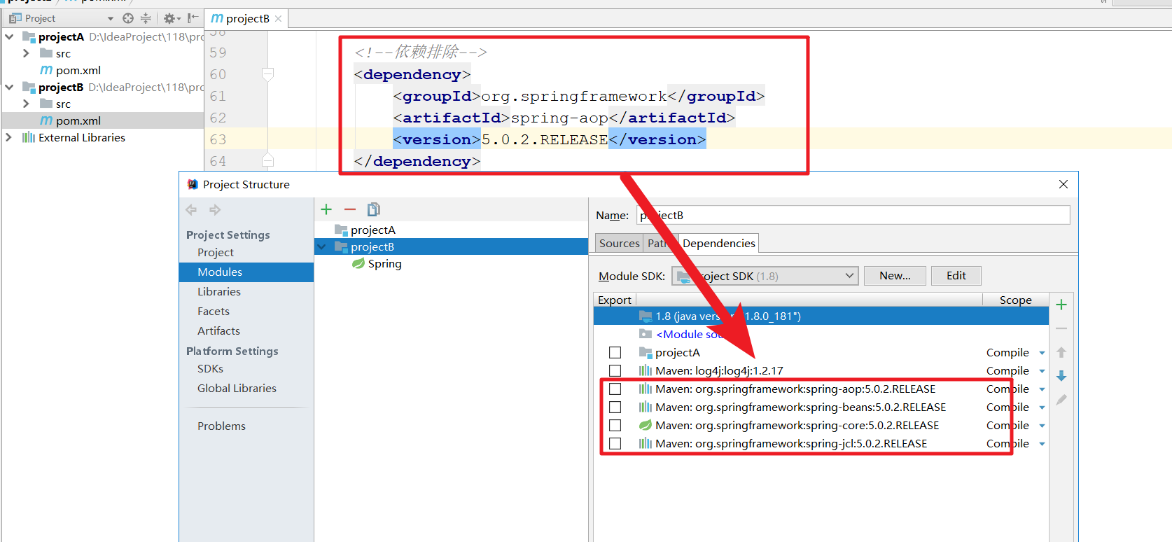 Project
projectB
projectA D:\IdeaProject\118\pro
src
pom.xml
projectB D:\IdeaProject\118\pro
src
pom.xml
External Libraries
58
59 <!--依赖排除-->
60 <dependency>
61 <groupId>org.springframework</groupId>
62 <artifactId>spring-aop</artifactId>
63 <version>5.0.2.RELEASE</version>
64 </dependency>
Project Structure
Project Settings
Project
Modules
Libraries
Facets
Artifacts
Platform Settings
SDKs
Global Libraries
Problems
projectA
projectB
Spring
Name: projectB
Sources Paths Dependencies
Module SDK: Project SDK (1.8) New... Edit
Export Scope
1.8 (java version "1.8.0_181")
<Module sou
projectA Compile
Maven: log4j:log4j:1.2.17 Compile
Maven: org.springframework:spring-aop:5.0.2.RELEASE Compile
Maven: org.springframework:spring-beans:5.0.2.RELEASE Compile
Maven: org.springframework:spring-core:5.0.2.RELEASE Compile
Maven: org.springframework:spring-jcl:5.0.2.RELEASE Compile